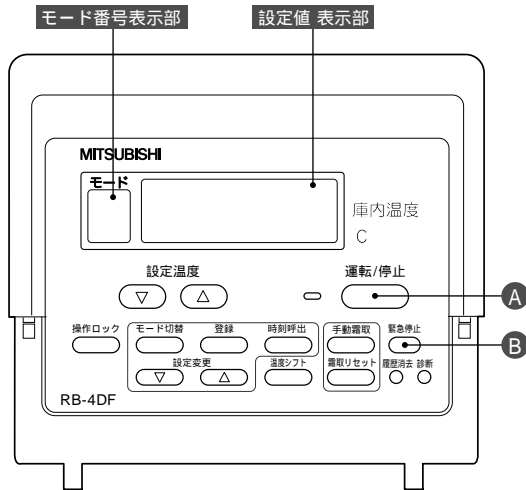 モード番号表示部 設定値 表示部
MITSUBISHI
モード
庫内温度
C
設定温度 運転/停止
▽ △
A
操作ロック モード切替 登録 時刻呼出 手動霜取 緊急停止
B
設定変更 温度シフト 霜取リセット 履歴消去 診断
▽ △
RB-4DF